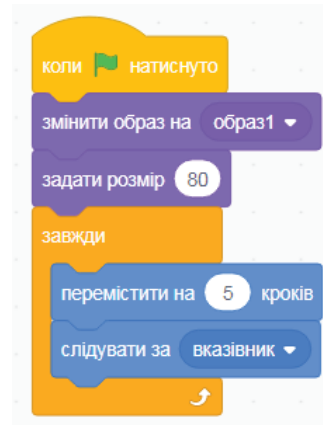 коли натиснуто
змінити образ на образ1
задати розмір 80
завжди
перемістити на 5 кроків
слідувати за вказівник